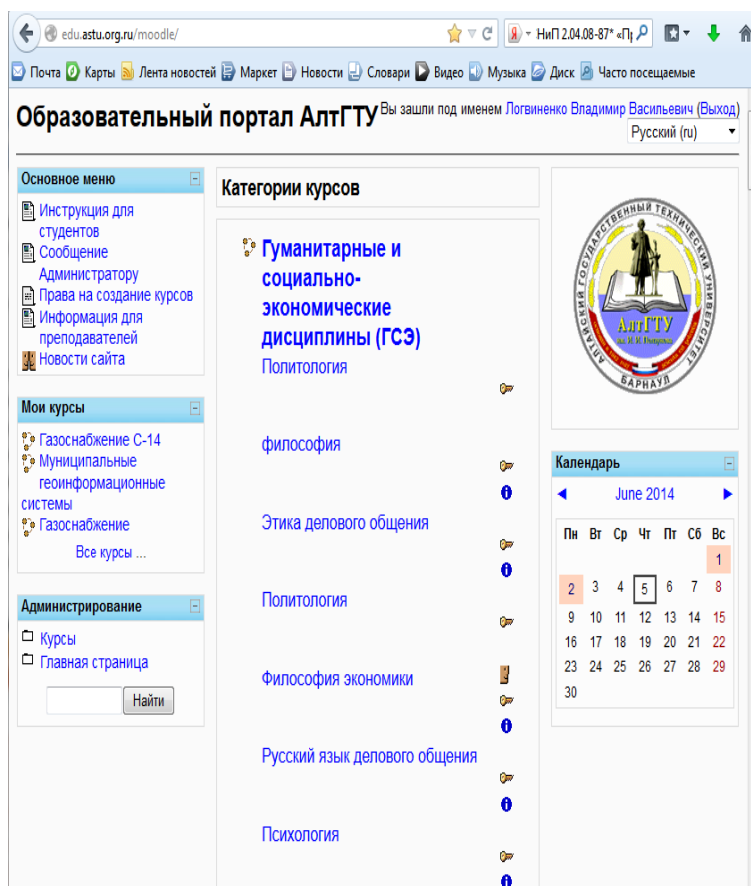 edu.astu.org.ru/moodle/
НиП 2.04.08-87* «П
Почта Карты Лента новостей Маркет Новости Словари Видео Музыка Диск Часто посещаемые
Образовательный портал АлтГТУ
Вы зашли под именем Логвиненко Владимир Васильевич (Выход)
Русский (ru)
Основное меню
Инструкция для
студентов
Сообщение
Администратору
Права на создание курсов
Информация для
преподавателей
Новости сайта
Мои курсы
Газоснабжение С-14
Муниципальные
геоинформационные
системы
Газоснабжение
Все курсы ...
Администрирование
Курсы
Главная страница
Найти
Категории курсов
Гуманитарные и
социально-
экономические
дисциплины (ГСЭ)
Политология
философия
Этика делового общения
Политология
Философия экономики
Русский язык делового общения
Психология
АЛТАЙСКИЙ ГОСУДАРСТВЕННЫЙ ТЕХНИЧЕСКИЙ УНИВЕРСИТЕТ
АлтГТУ
им. И. И. Ползунова
БАРНАУЛ
Календарь
June 2014
Пн Вт Ср Чт Пт Сб Вс
1
2 3 4 5 6 7 8
9 10 11 12 13 14 15
16 17 18 19 20 21 22
23 24 25 26 27 28 29
30